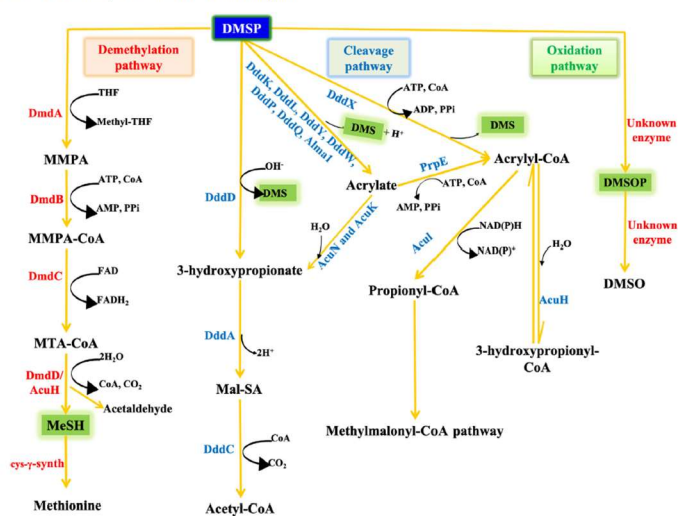 DMSP
Demethylation
pathway
Cleavage
pathway
Oxidation
pathway
DmdA
THF
Methyl-THF
MMPA
DmdB
ATP, CoA
AMP, PPi
MMPA-CoA
DmdC
FAD
FADH₂
MTA-CoA
DmdD/
AcuH
2H₂O
CoA, CO₂
Acetaldehyde
MeSH
cys-γ-synth
Methionine
DddD
OH⁻
DMS
3-hydroxypropionate
DddA
2H⁺
Mal-SA
DddC
CoA
CO₂
Acetyl-CoA
DddK, DddL, DddY, DddW,
DddP, DddQ, Alma1
DMS + H⁺
Acrylate
H₂O
AcuN and AcuK
DddX
ATP, CoA
ADP, PPi
DMS
PrpE
ATP, CoA
AMP, PPi
Acrylyl-CoA
AcuI
NAD(P)H
NAD(P)⁺
Propionyl-CoA
Methylmalonyl-CoA pathway
H₂O
AcuH
3-hydroxypropionyl-
CoA
Unknown
enzyme
DMSOP
Unknown
enzyme
DMSO